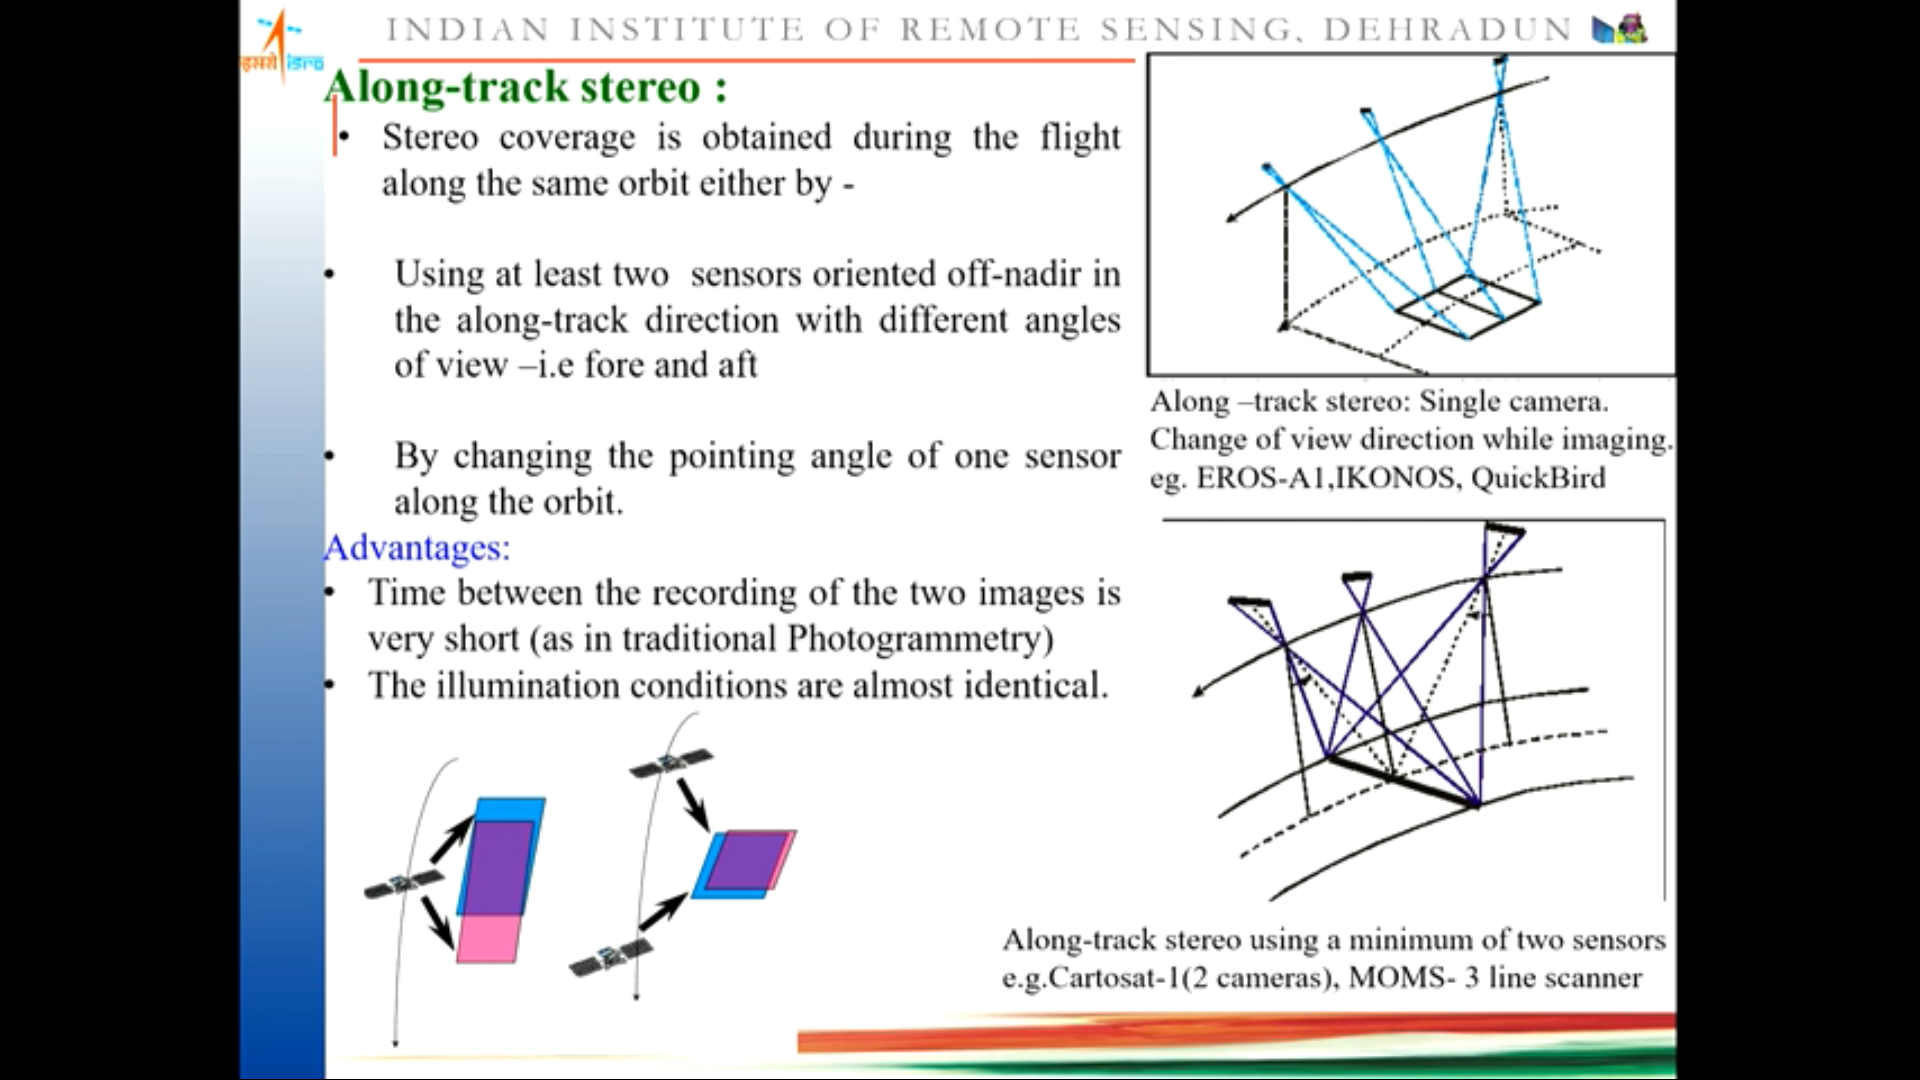 INDIAN INSTITUTE OF REMOTE SENSING, DEHRADUN
इसरो isro
Along-track stereo :
• Stereo coverage is obtained during the flight
along the same orbit either by -
• Using at least two sensors oriented off-nadir in
the along-track direction with different angles
of view –i.e fore and aft
• By changing the pointing angle of one sensor
along the orbit.
Advantages:
• Time between the recording of the two images is
very short (as in traditional Photogrammetry)
• The illumination conditions are almost identical.
Along –track stereo: Single camera.
Change of view direction while imaging.
eg. EROS-A1,IKONOS, QuickBird
Along-track stereo using a minimum of two sensors
e.g.Cartosat-1(2 cameras), MOMS- 3 line scanner